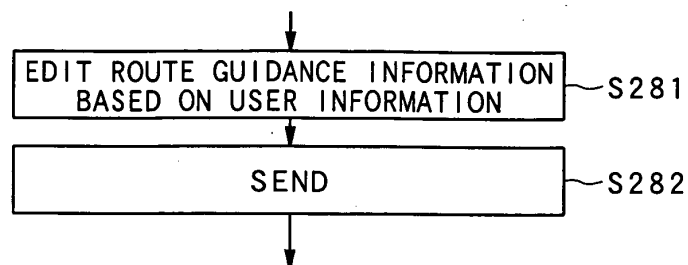 EDIT ROUTE GUIDANCE INFORMATION
BASED ON USER INFORMATION
S281
SEND
S282